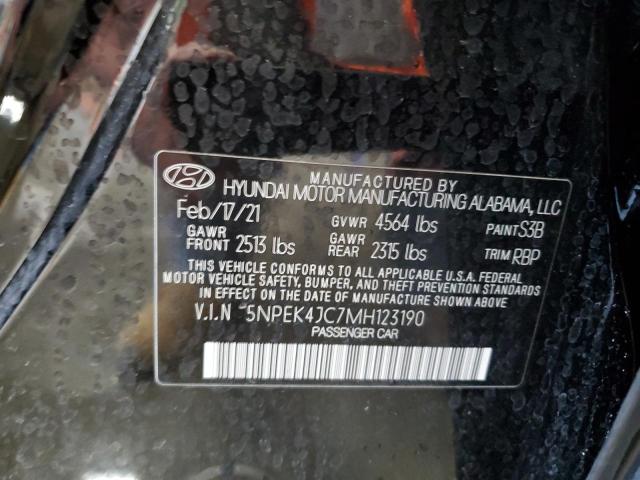 MANUFACTURED BY
HYUNDAI MOTOR MANUFACTURING ALABAMA, LLC
Feb/17/21 GVWR 4564 lbs PAINT S3B
GAWR FRONT 2513 lbs GAWR REAR 2315 lbs TRIM RBP
THIS VEHICLE CONFORMS TO ALL APPLICABLE U.S.A. FEDERAL
MOTOR VEHICLE SAFETY, BUMPER, AND THEFT PREVENTION
STANDARDS IN EFFECT ON THE DATE OF MANUFACTURE SHOWN ABOVE.
V.I.N 5NPEK4JC7MH123190
PASSENGER CAR